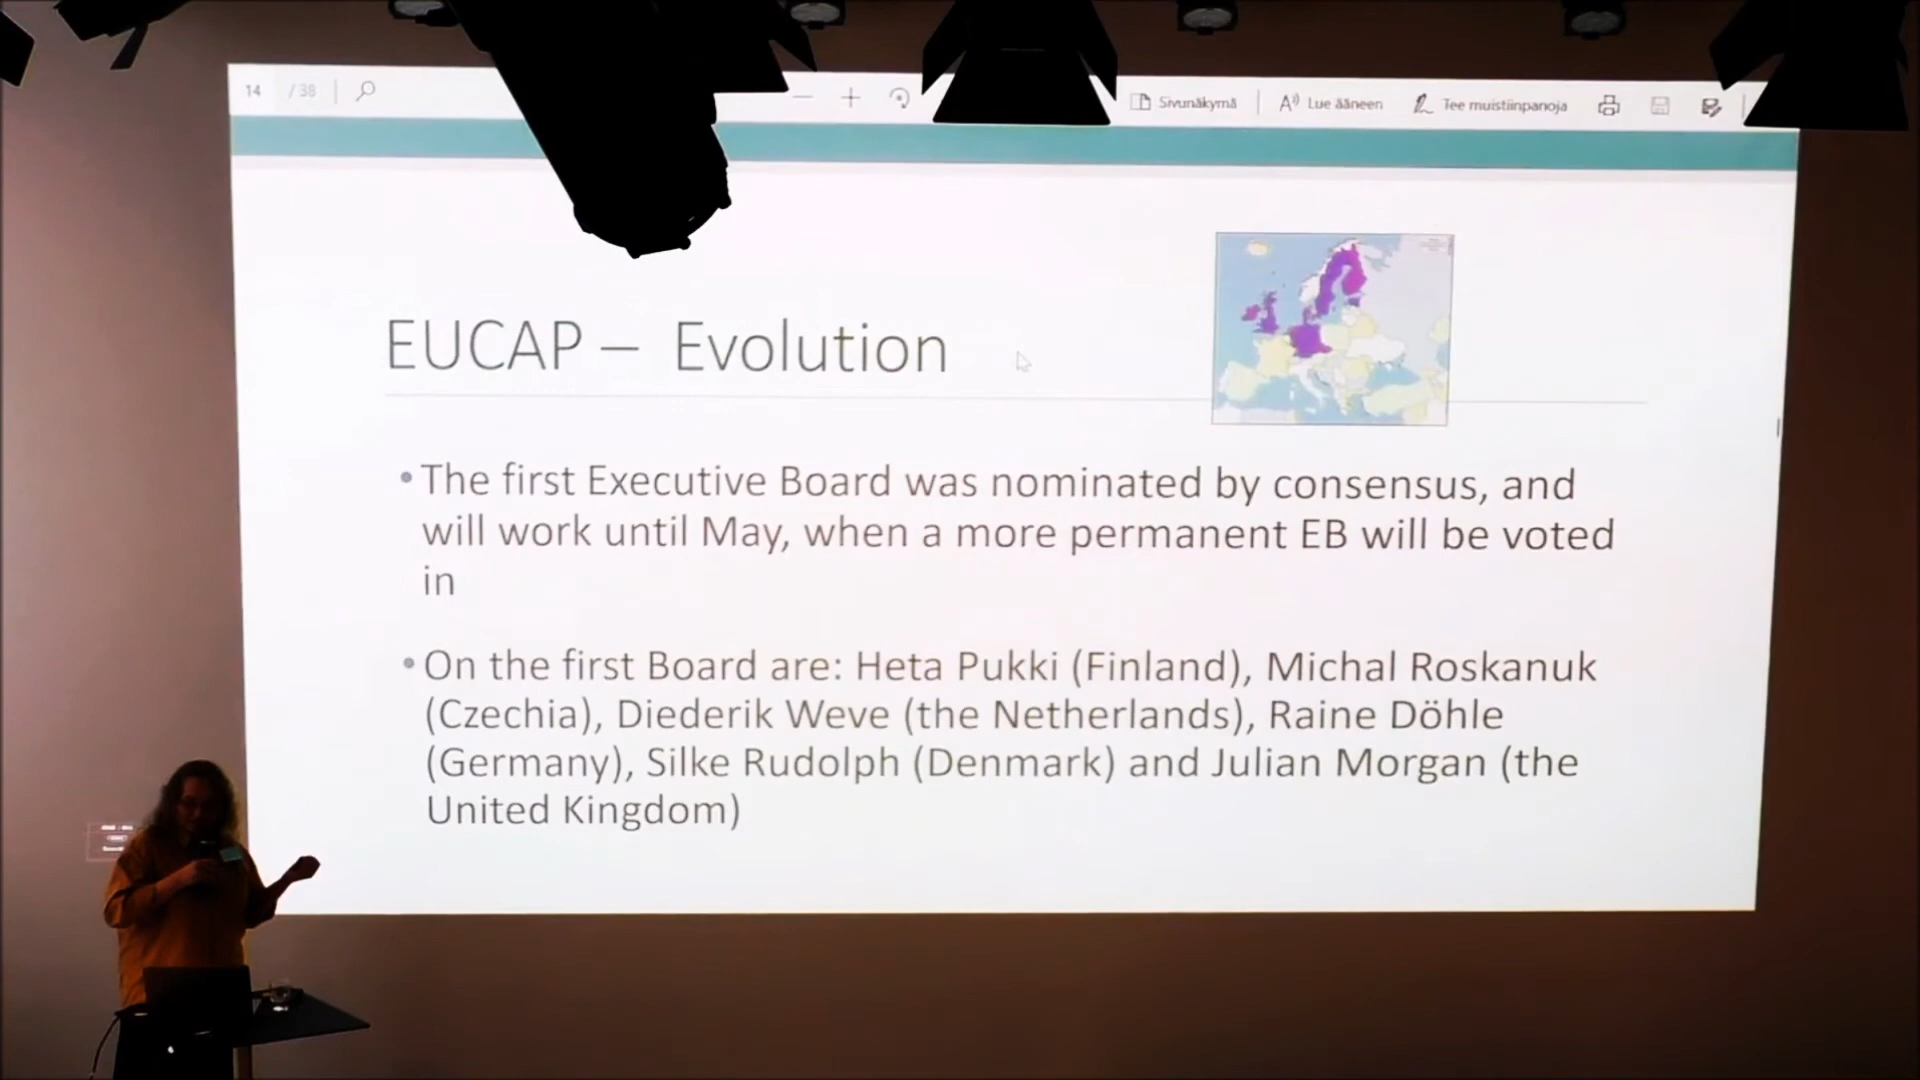 14 / 38
Sivunäkymä
Lue ääneen
Tee muistiinpanoja
EUCAP – Evolution
•The first Executive Board was nominated by consensus, and
will work until May, when a more permanent EB will be voted
in
•On the first Board are: Heta Pukki (Finland), Michal Roskanuk
(Czechia), Diederik Weve (the Netherlands), Raine Döhle
(Germany), Silke Rudolph (Denmark) and Julian Morgan (the
United Kingdom)